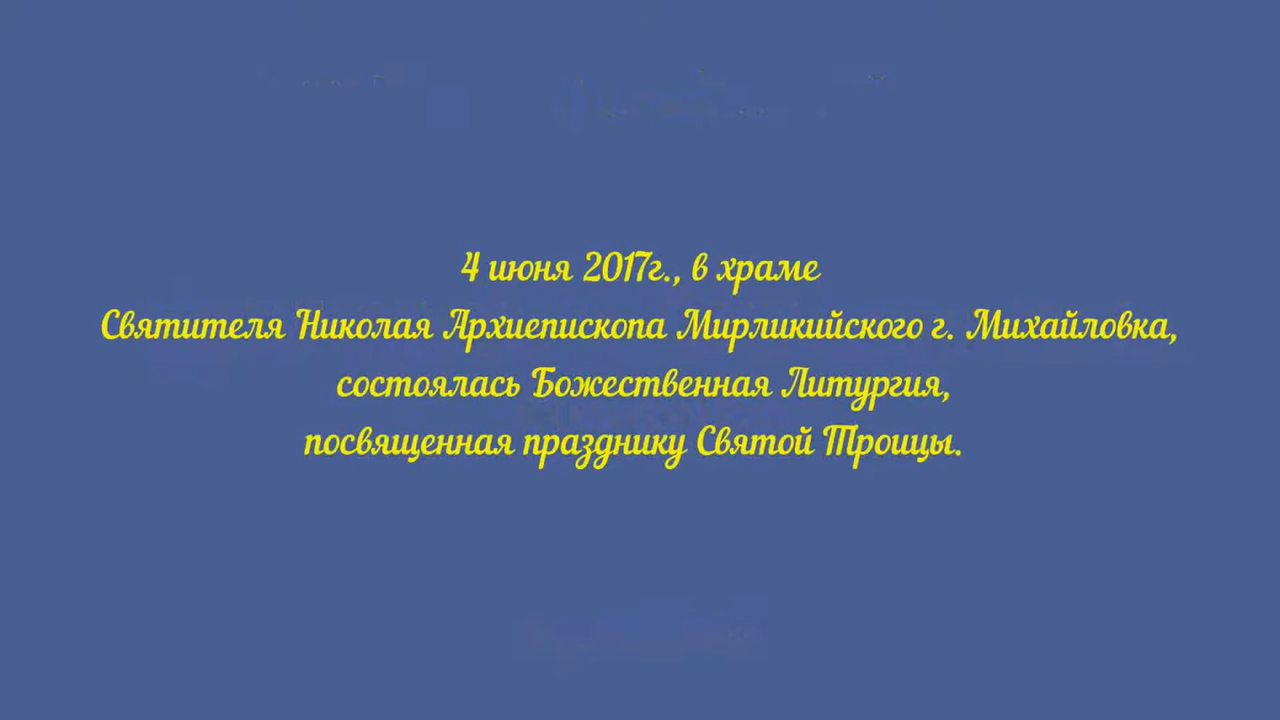 4 июня 2017г., в храме
Святителя Николая Архиепископа Мирликийского г. Михайловка,
состоялась Божественная Литургия,
посвященная празднику Святой Троицы.